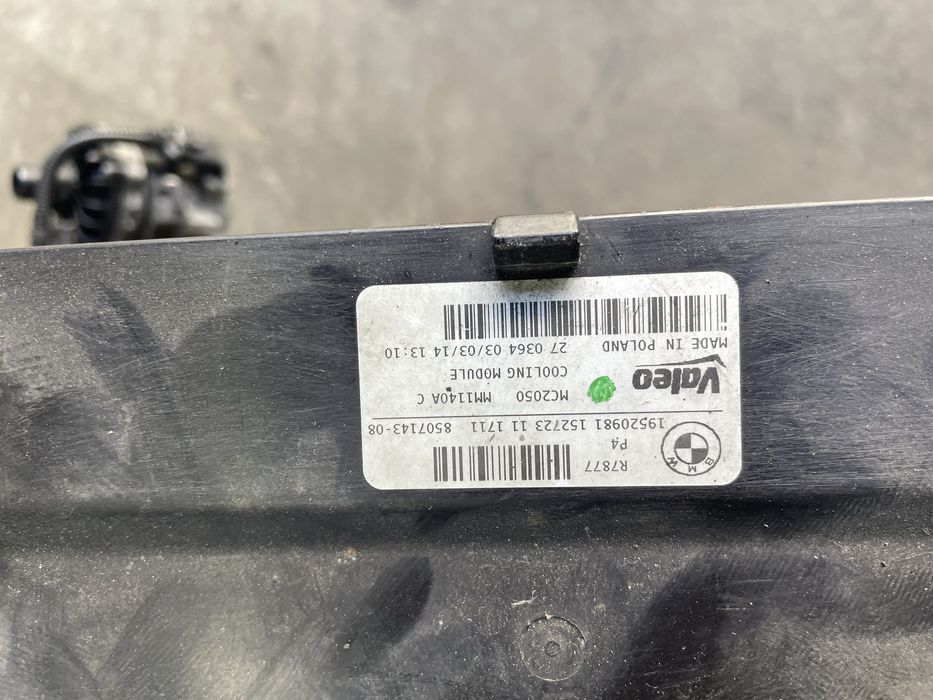 R7877
P4
BMW
19520981 152723 11 1711 8507143-08
MC2050 MM1140A C
COOLING MODULE
Valeo
27 0364 03/03/14 13:10
MADE IN POLAND